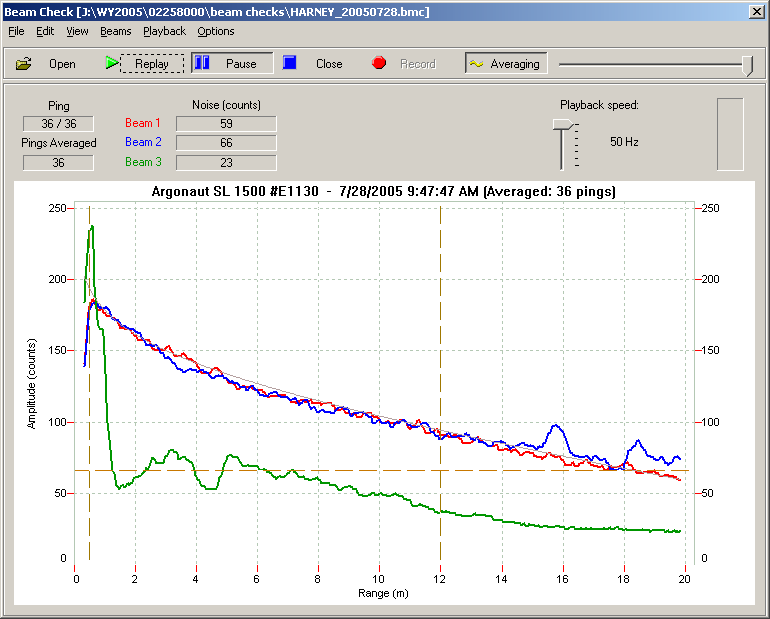 Beam Check [J:\WY2005\02258000\beam checks\HARNEY_20050728.bmc]
File Edit View Beams Playback Options
Open Replay Pause Close Record Averaging
Ping Noise (counts) Playback speed:
36 / 36 Beam 1 59
Pings Averaged Beam 2 66 50 Hz
36 Beam 3 23
Argonaut SL 1500 #E1130 - 7/28/2005 9:47:47 AM (Averaged: 36 pings)
250 250
200 200
150 150
Amplitude (counts)
100 100
50 50
0 0
0 2 4 6 8 10 12 14 16 18 20
Range (m)